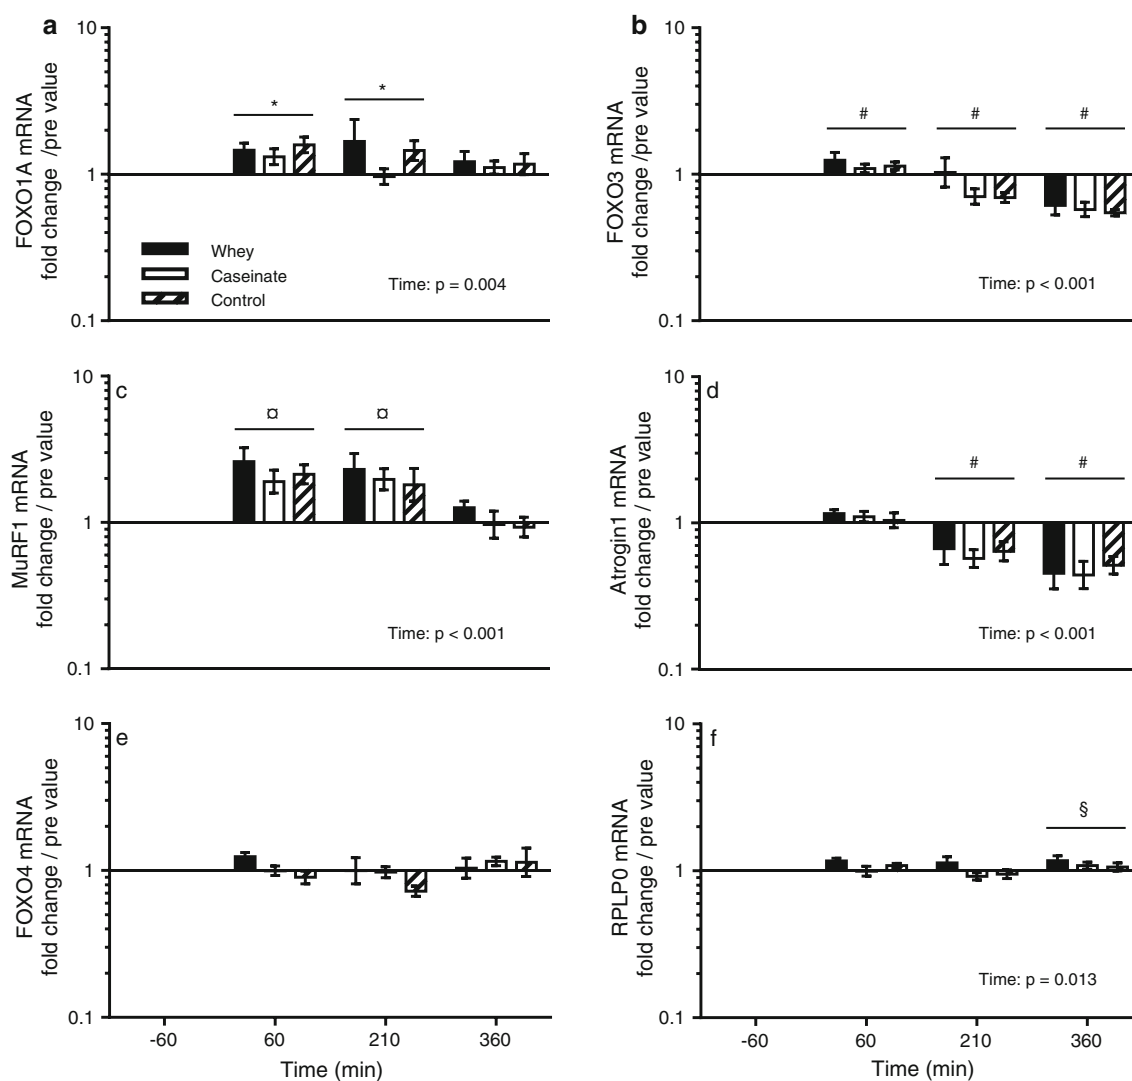 a
FOXO1A mRNA
fold change /pre value
10
1
0.1
*
*
Whey
Caseinate
Control
Time: p = 0.004
b
FOXO3 mRNA
fold change/pre value
10
1
0.1
#
#
#
Time: p < 0.001
c
MuRF1 mRNA
fold change / pre value
10
1
0.1
¤
¤
Time: p < 0.001
d
Atrogin1 mRNA
fold change / pre value
10
1
0.1
#
#
Time: p < 0.001
e
FOXO4 mRNA
fold change / pre value
10
1
0.1
-60
60
210
360
Time (min)
f
RPLP0 mRNA
fold change / pre value
10
1
0.1
§
Time: p = 0.013
-60
60
210
360
Time (min)